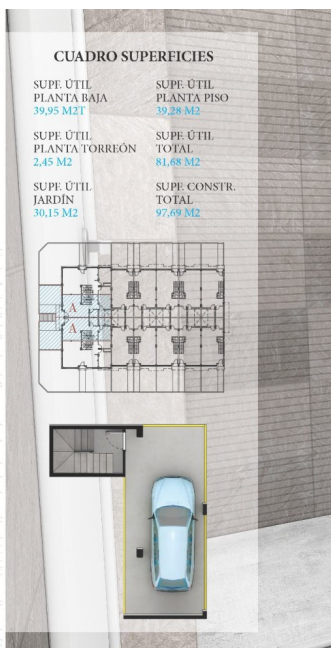 CUADRO SUPERFICIES
SUPF. ÚTIL
PLANTA BAJA
39,95 M2T
SUPF. ÚTIL
PLANTA PISO
39,28 M2
SUPF. ÚTIL
PLANTA TORREÓN
2,45 M2
SUPF. ÚTIL
TOTAL
81,68 M2
SUPF. ÚTIL
JARDÍN
30,15 M2
SUPF. CONSTR.
TOTAL
97,69 M2
A
A